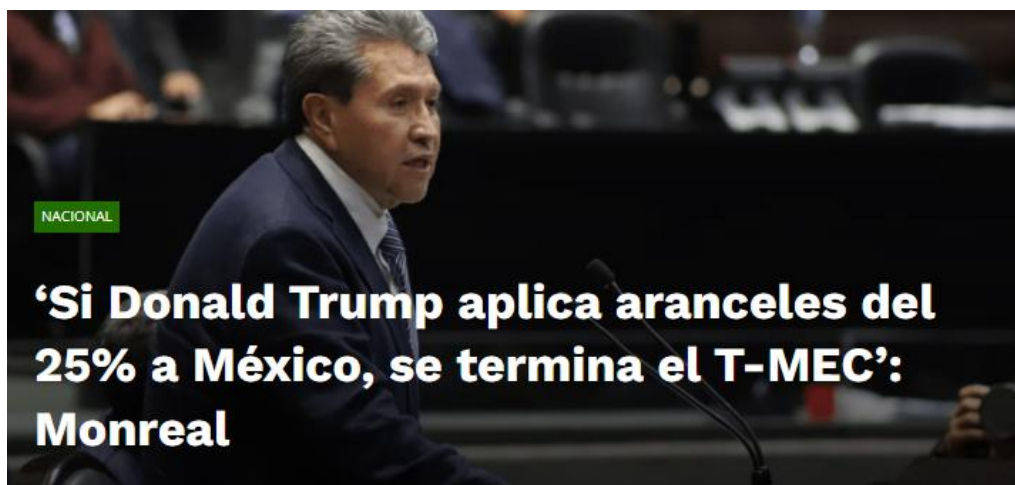 NACIONAL
‘Si Donald Trump aplica aranceles del
25% a México, se termina el T-MEC’:
Monreal